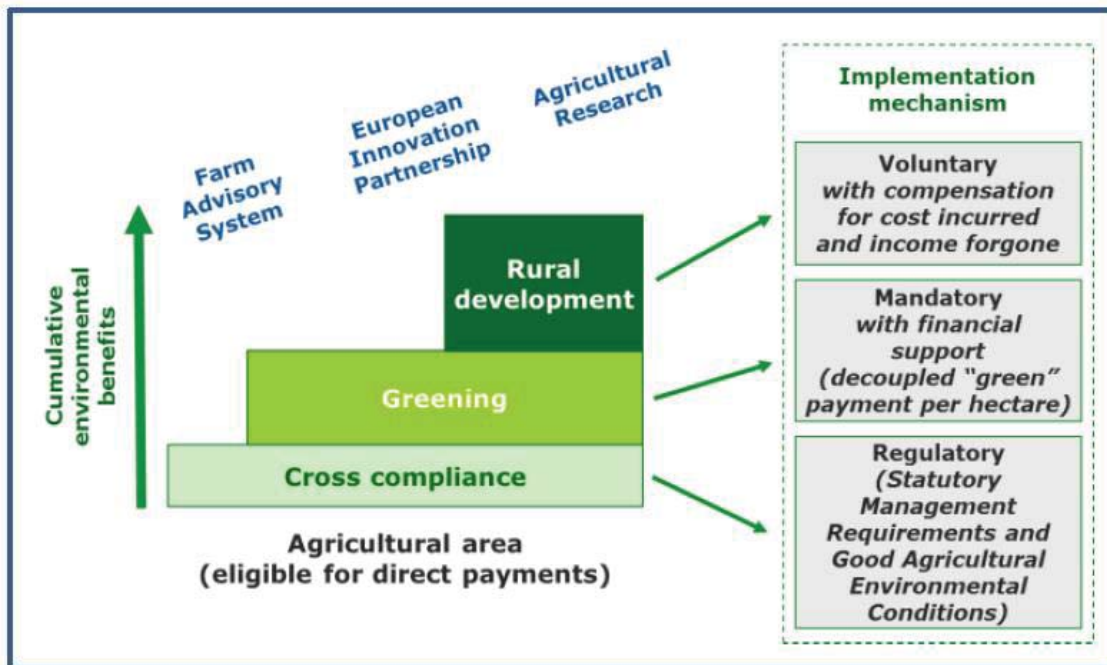 Farm
Advisory
System
European
Innovation
Partnership
Agricultural
Research
Cumulative
environmental
benefits
Rural
development
Greening
Cross compliance
Agricultural area
(eligible for direct payments)
Implementation
mechanism
Voluntary
with compensation
for cost incurred
and income forgone
Mandatory
with financial
support
(decoupled “green”
payment per hectare)
Regulatory
(Statutory
Management
Requirements and
Good Agricultural
Environmental
Conditions)